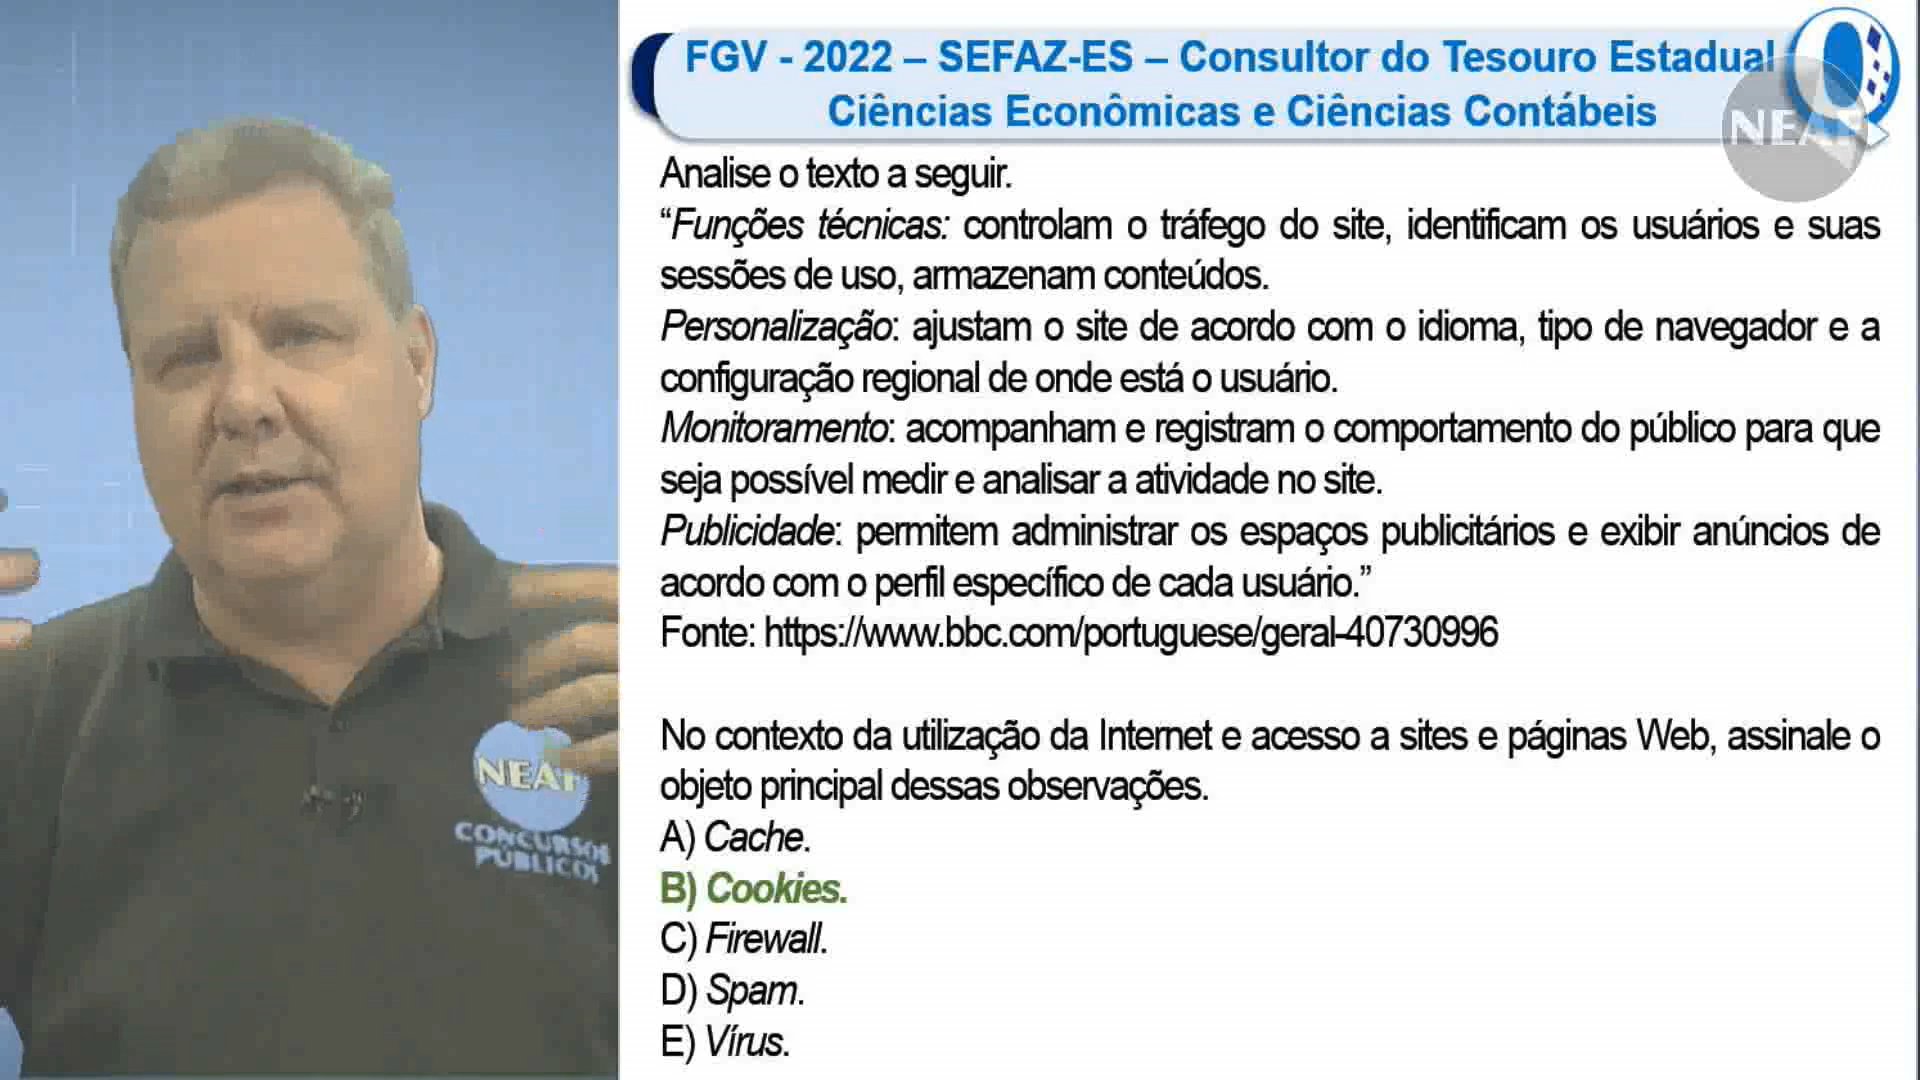 FGV - 2022 – SEFAZ-ES – Consultor do Tesouro Estadual
Ciências Econômicas e Ciências Contábeis
NEAF
Analise o texto a seguir.
“Funções técnicas: controlam o tráfego do site, identificam os usuários e suas
sessões de uso, armazenam conteúdos.
Personalização: ajustam o site de acordo com o idioma, tipo de navegador e a
configuração regional de onde está o usuário.
Monitoramento: acompanham e registram o comportamento do público para que
seja possível medir e analisar a atividade no site.
Publicidade: permitem administrar os espaços publicitários e exibir anúncios de
acordo com o perfil específico de cada usuário.”
Fonte: https://www.bbc.com/portuguese/geral-40730996
No contexto da utilização da Internet e acesso a sites e páginas Web, assinale o
objeto principal dessas observações.
A) Cache.
B) Cookies.
C) Firewall.
D) Spam.
E) Vírus.
NEAF
CONCURSOS
PÚBLICOS